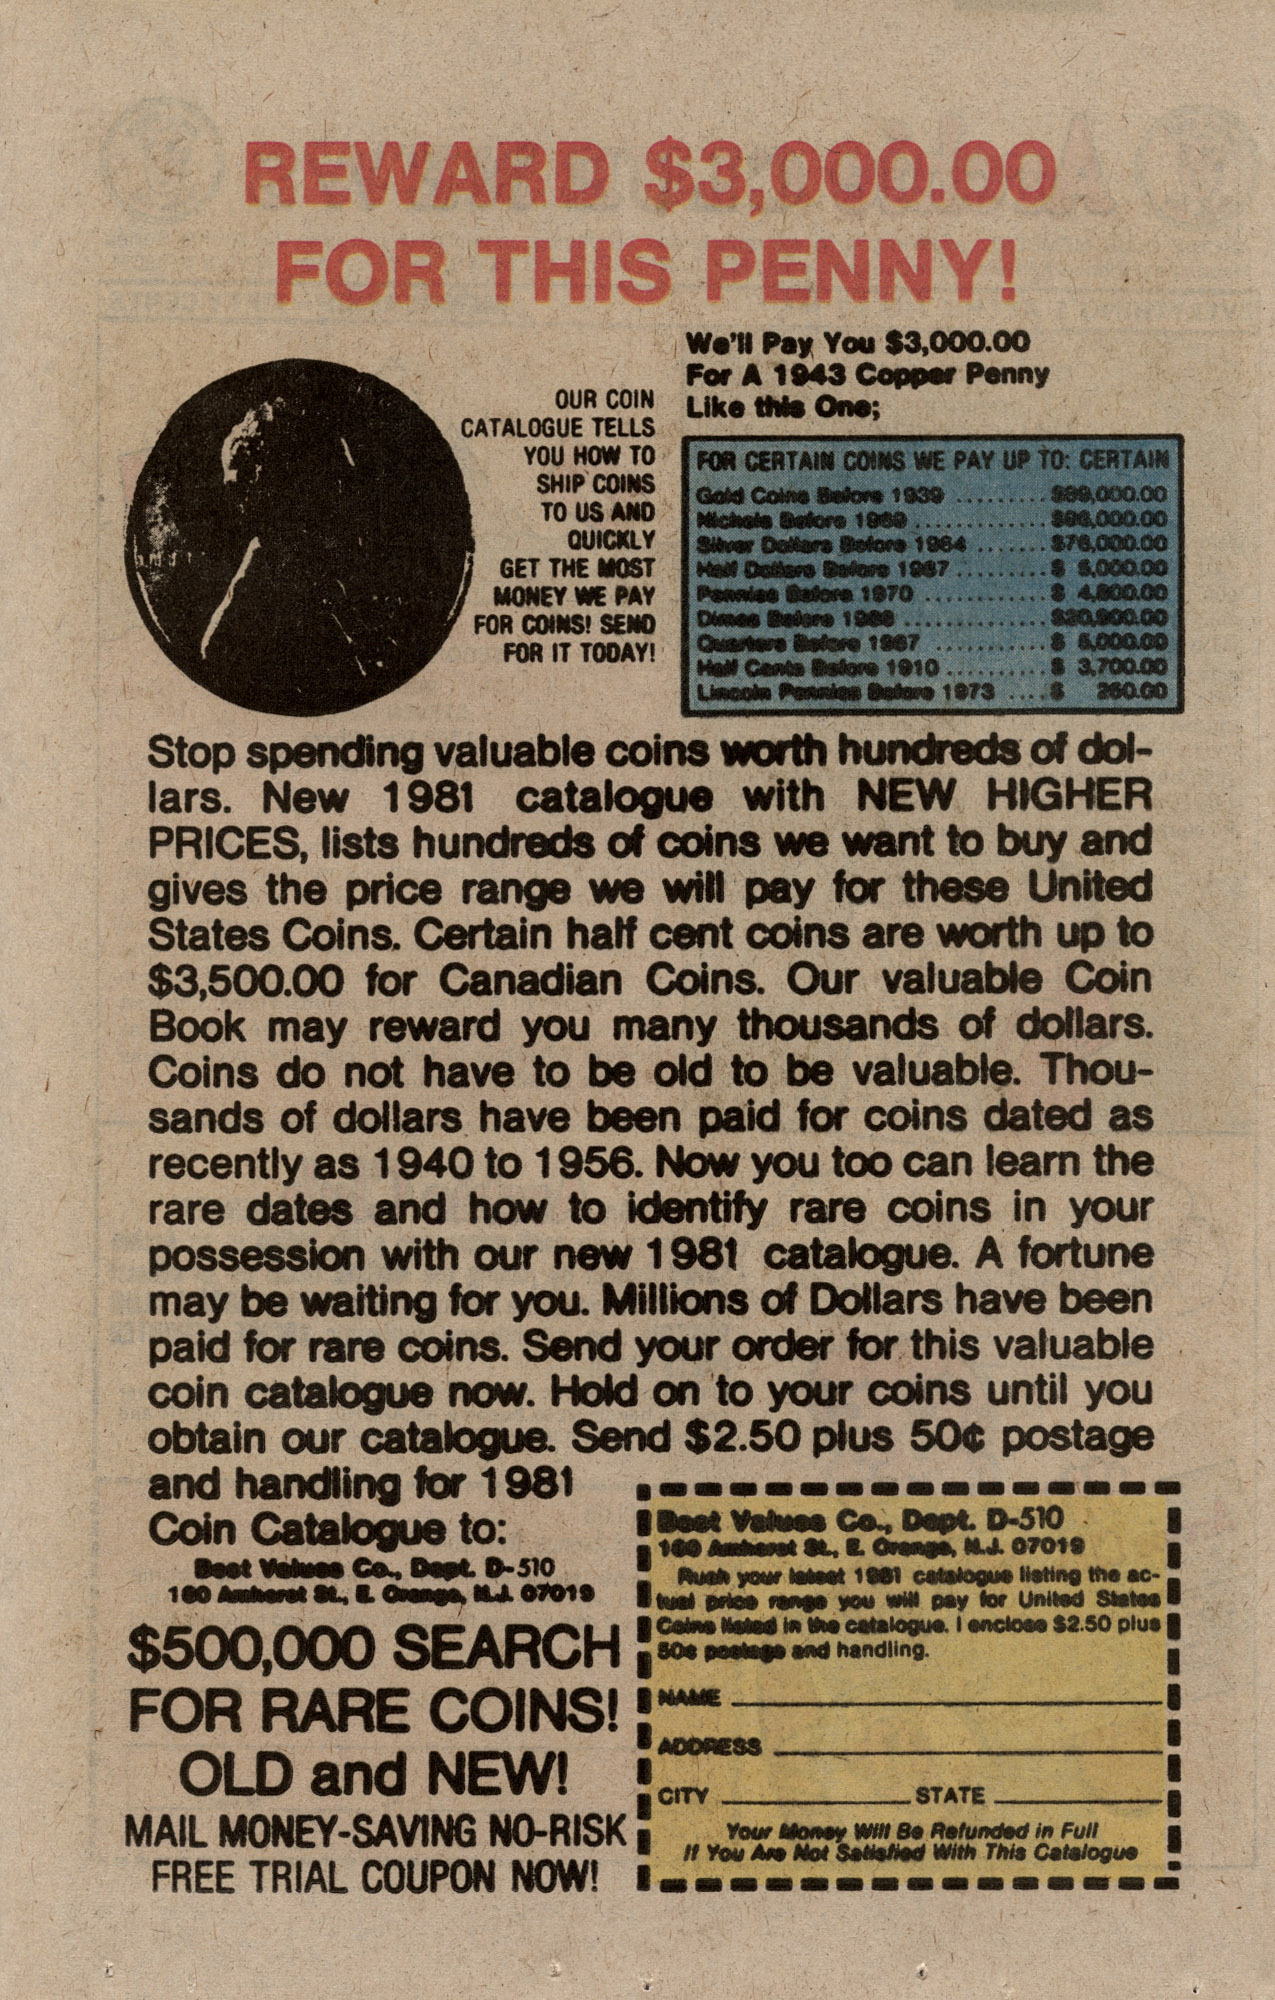 REWARD $3,000.00
FOR THIS PENNY!
We'll Pay You $3,000.00
For A 1943 Copper Penny
Like this One;
OUR COIN
CATALOGUE TELLS
YOU HOW TO
SHIP COINS
TO US AND
QUICKLY
GET THE MOST
MONEY WE PAY
FOR COINS! SEND
FOR IT TODAY!
FOR CERTAIN COINS WE PAY UP TO: CERTAIN
Gold Coins Before 1939 .........
Nickels Before 1969 .............
Silver Dollars Before 1964 ....... $76,000.00
Half Dollars Before 1967 ......... $ 5,000.00
Pennies Before 1970 ............ $ 4,800.00
Dimes Before 1966 ..............
Quarters Before 1967 ........... $ 5,000.00
Half Cents Before 1910 .......... $ 3,700.00
Lincoln Pennies Before 1973 .... $ 250.00
Stop spending valuable coins worth hundreds of dol-
lars. New 1981 catalogue with NEW HIGHER
PRICES, lists hundreds of coins we want to buy and
gives the price range we will pay for these United
States Coins. Certain half cent coins are worth up to
$3,500.00 for Canadian Coins. Our valuable Coin
Book may reward you many thousands of dollars.
Coins do not have to be old to be valuable. Thou-
sands of dollars have been paid for coins dated as
recently as 1940 to 1956. Now you too can learn the
rare dates and how to identify rare coins in your
possession with our new 1981 catalogue. A fortune
may be waiting for you. Millions of Dollars have been
paid for rare coins. Send your order for this valuable
coin catalogue now. Hold on to your coins until you
obtain our catalogue. Send $2.50 plus 50¢ postage
and handling for 1981
Coin Catalogue to:
Best Values Co., Dept. D-510
180 Amherst St., E. Orange, N.J. 07019
$500,000 SEARCH
FOR RARE COINS!
OLD and NEW!
MAIL MONEY-SAVING NO-RISK
FREE TRIAL COUPON NOW!
Best Values Co., Dept. D-510
180 Amherst St., E. Orange, N.J. 07019
Rush your latest 1981 catalogue listing the ac-
tual price range you will pay for United States
Coins listed in the catalogue. I enclose $2.50 plus
50¢ postage and handling.
NAME
ADDRESS
CITY STATE
Your Money Will Be Refunded in Full
If You Are Not Satisfied With This Catalogue